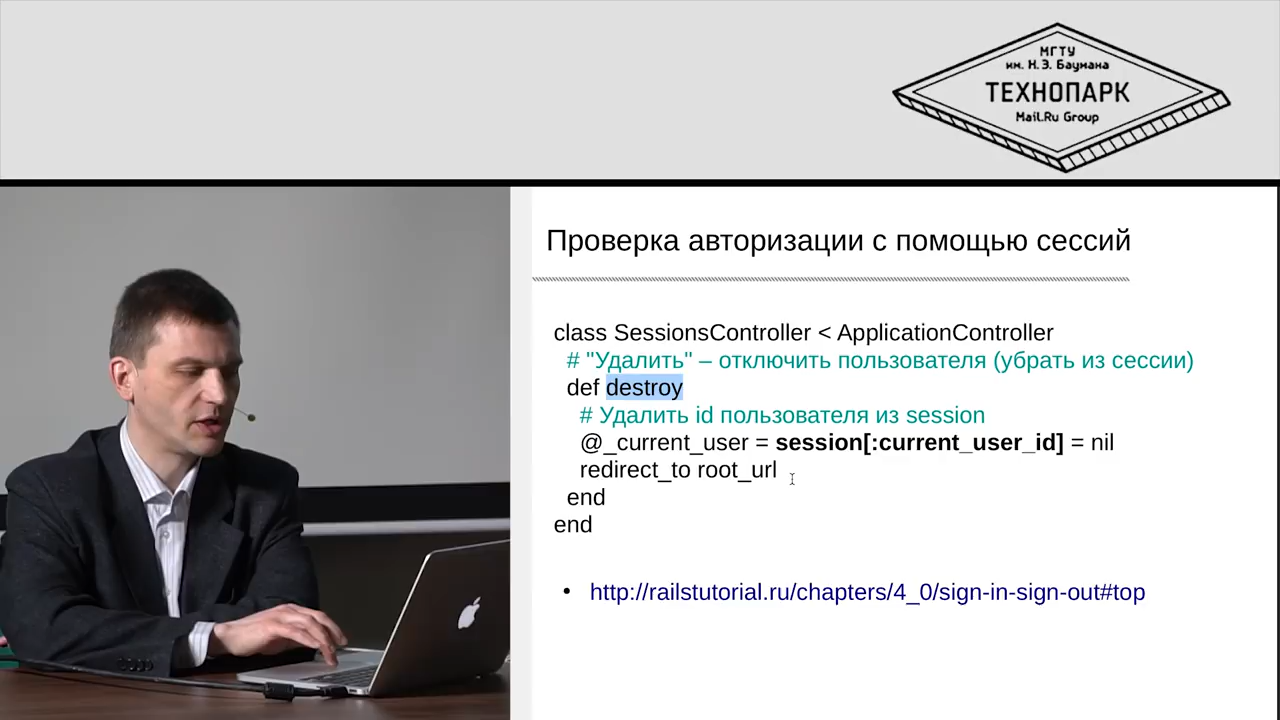 МГТУ
им. Н.Э. Баумана
ТЕХНОПАРК
Mail.Ru Group
Проверка авторизации с помощью сессий
class SessionsController < ApplicationController
# "Удалить" – отключить пользователя (убрать из сессии)
def destroy
# Удалить id пользователя из session
@_current_user = session[:current_user_id] = nil
redirect_to root_url
end
end
• http://railstutorial.ru/chapters/4_0/sign-in-sign-out#top